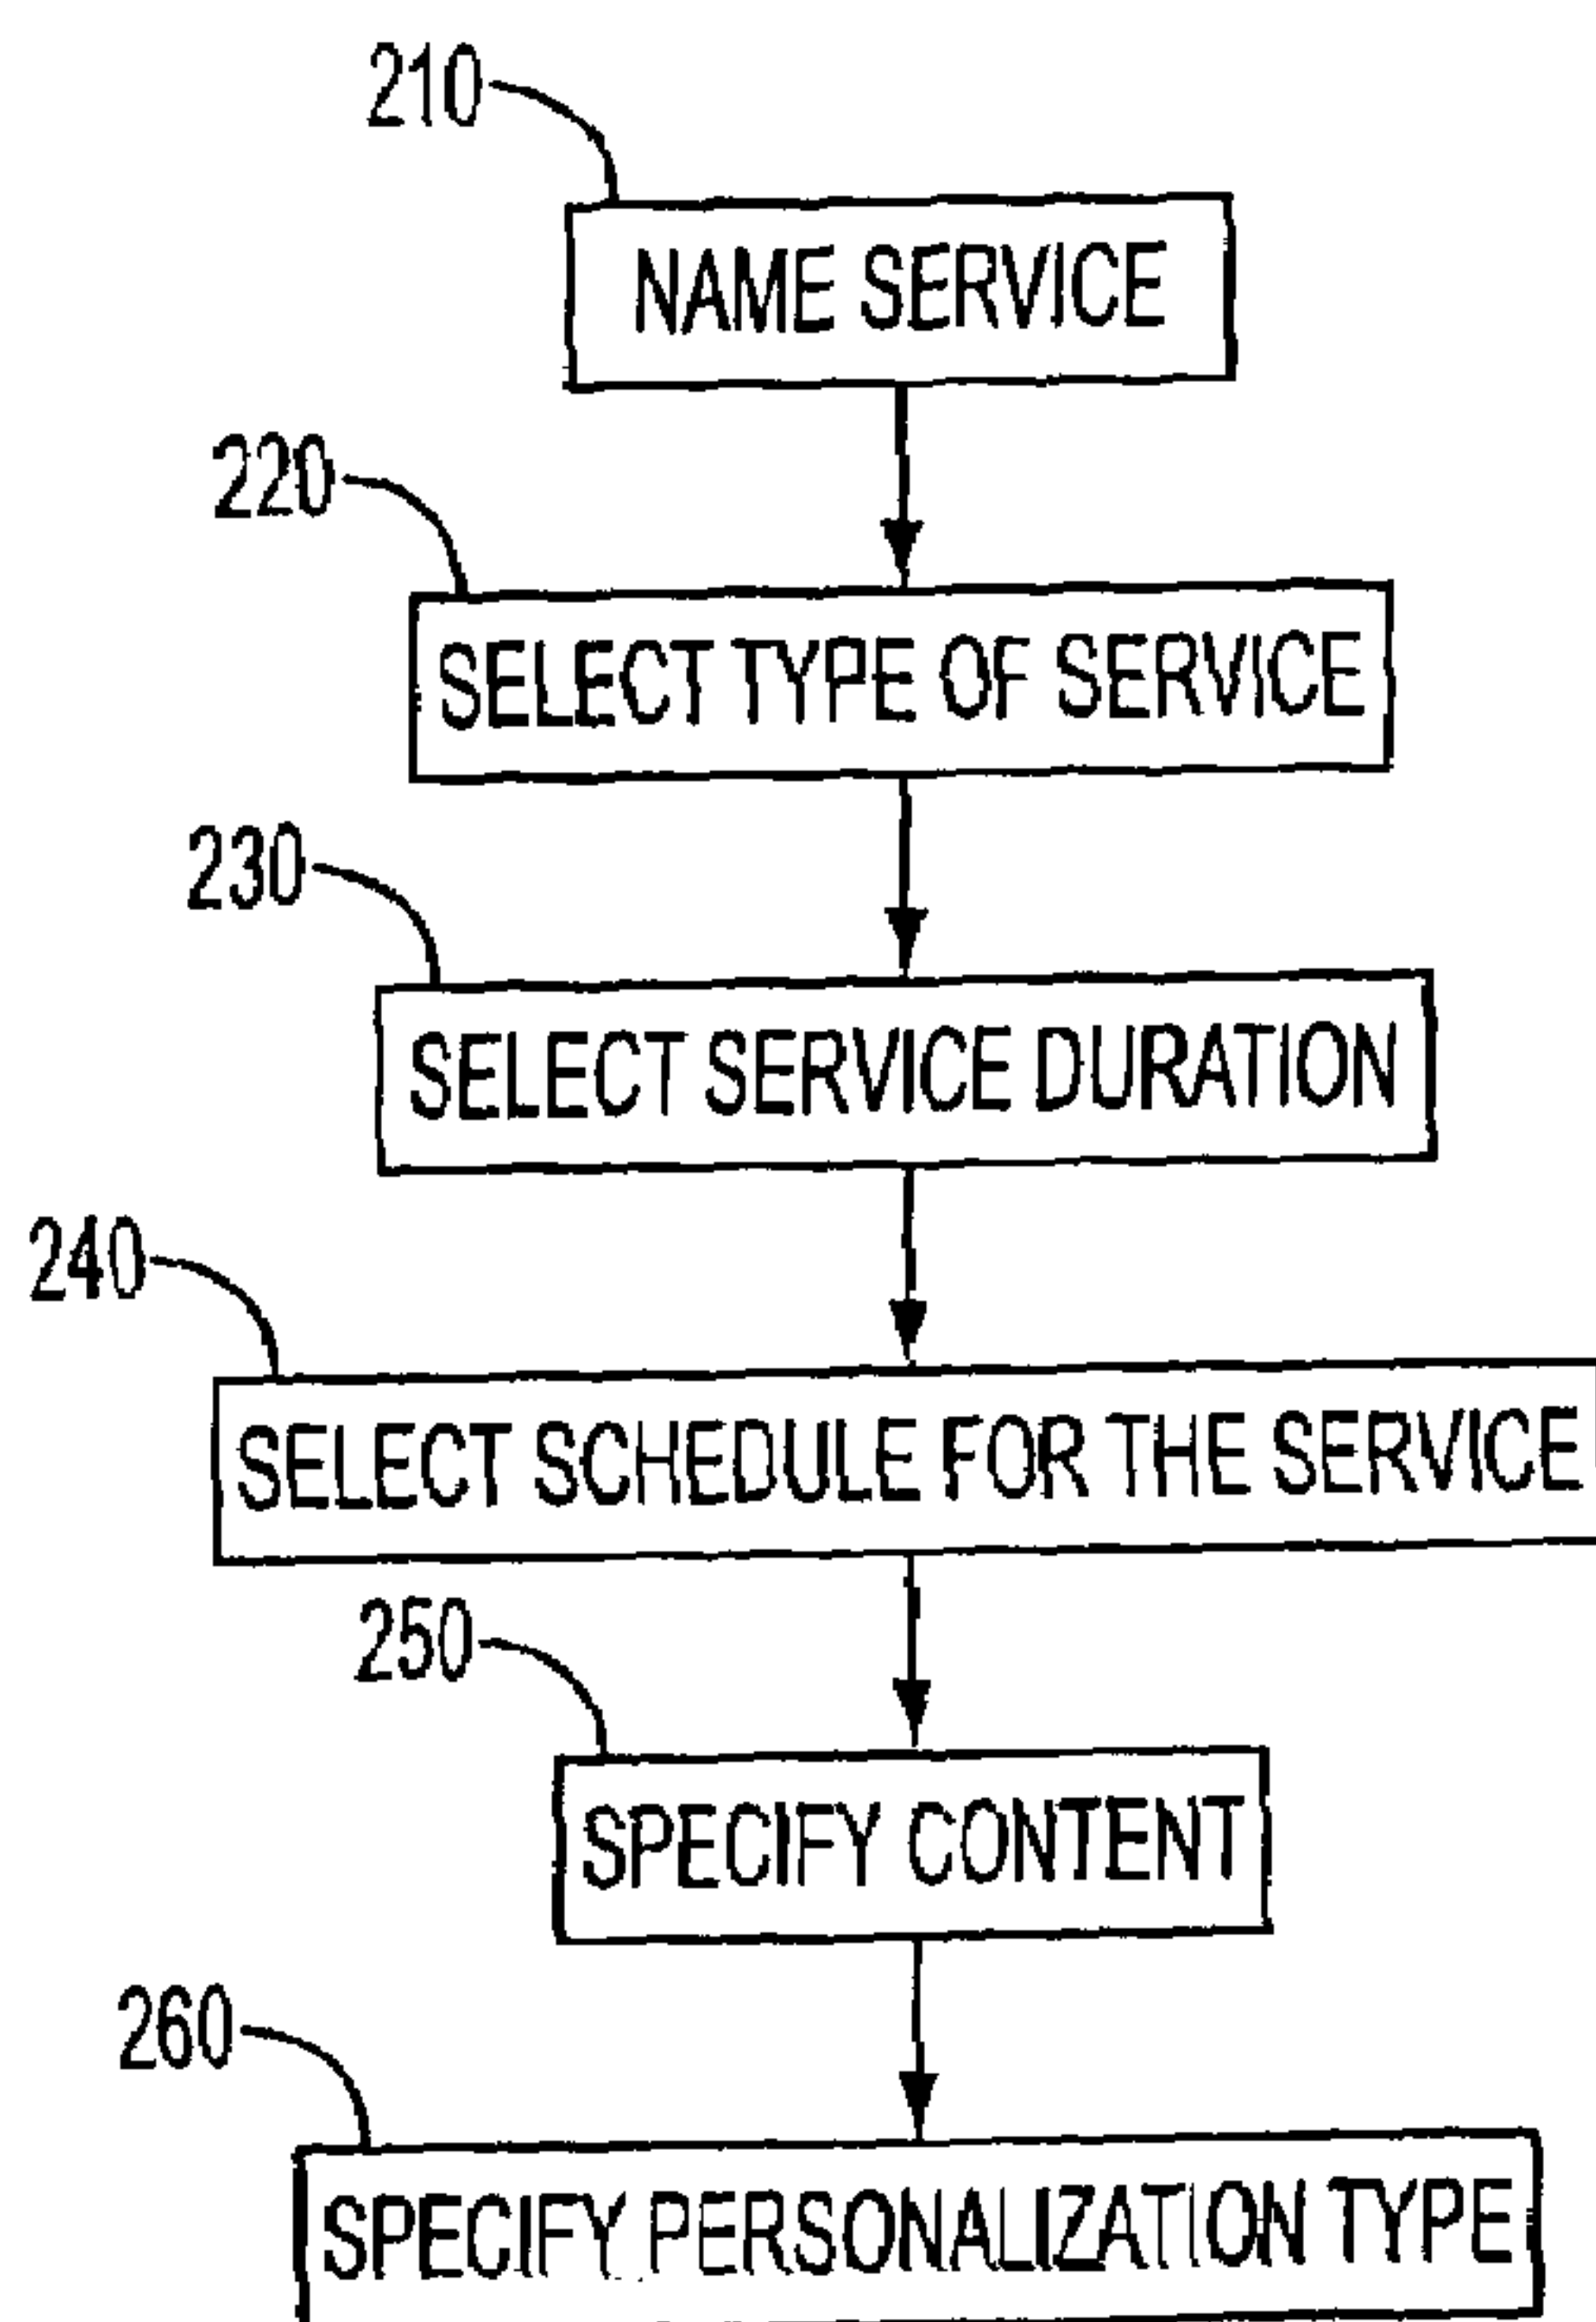 210
NAME SERVICE
220
SELECT TYPE OF SERVICE
230
SELECT SERVICE DURATION
240
SELECT SCHEDULE FOR THE SERVICE
250
SPECIFY CONTENT
260
SPECIFY PERSONALIZATION TYPE